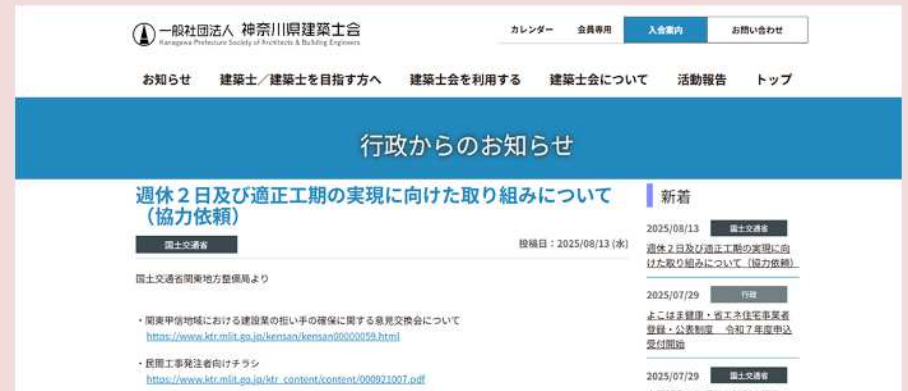 一般社団法人 神奈川県建築士会
Kanagawa Prefecture Society of Architects & Building Engineers
カレンダー 会員専用 入会案内 お問い合わせ
お知らせ 建築士/建築士を目指す方へ 建築士会を利用する 建築士会について 活動報告 トップ
行政からのお知らせ
週休2日及び適正工期の実現に向けた取り組みについて
（協力依頼）
国土交通省
投稿日：2025/08/13 (水)
国土交通省関東地方整備局より
・関東甲信地域における建設業の担い手の確保に関する意見交換会について
https://www.ktr.mlit.go.jp/kensan/kensan00000059.html
・民間工事発注者向けチラシ
https://www.ktr.mlit.go.jp/ktr_content/content/000921007.pdf
新着
2025/08/13 国土交通省
週休2日及び適正工期の実現に向
けた取り組みについて（協力依頼）
2025/07/29 行政
よこはま健康・省エネ住宅事業者
登録・公表制度 令和7年度申込
受付開始
2025/07/29 国土交通省